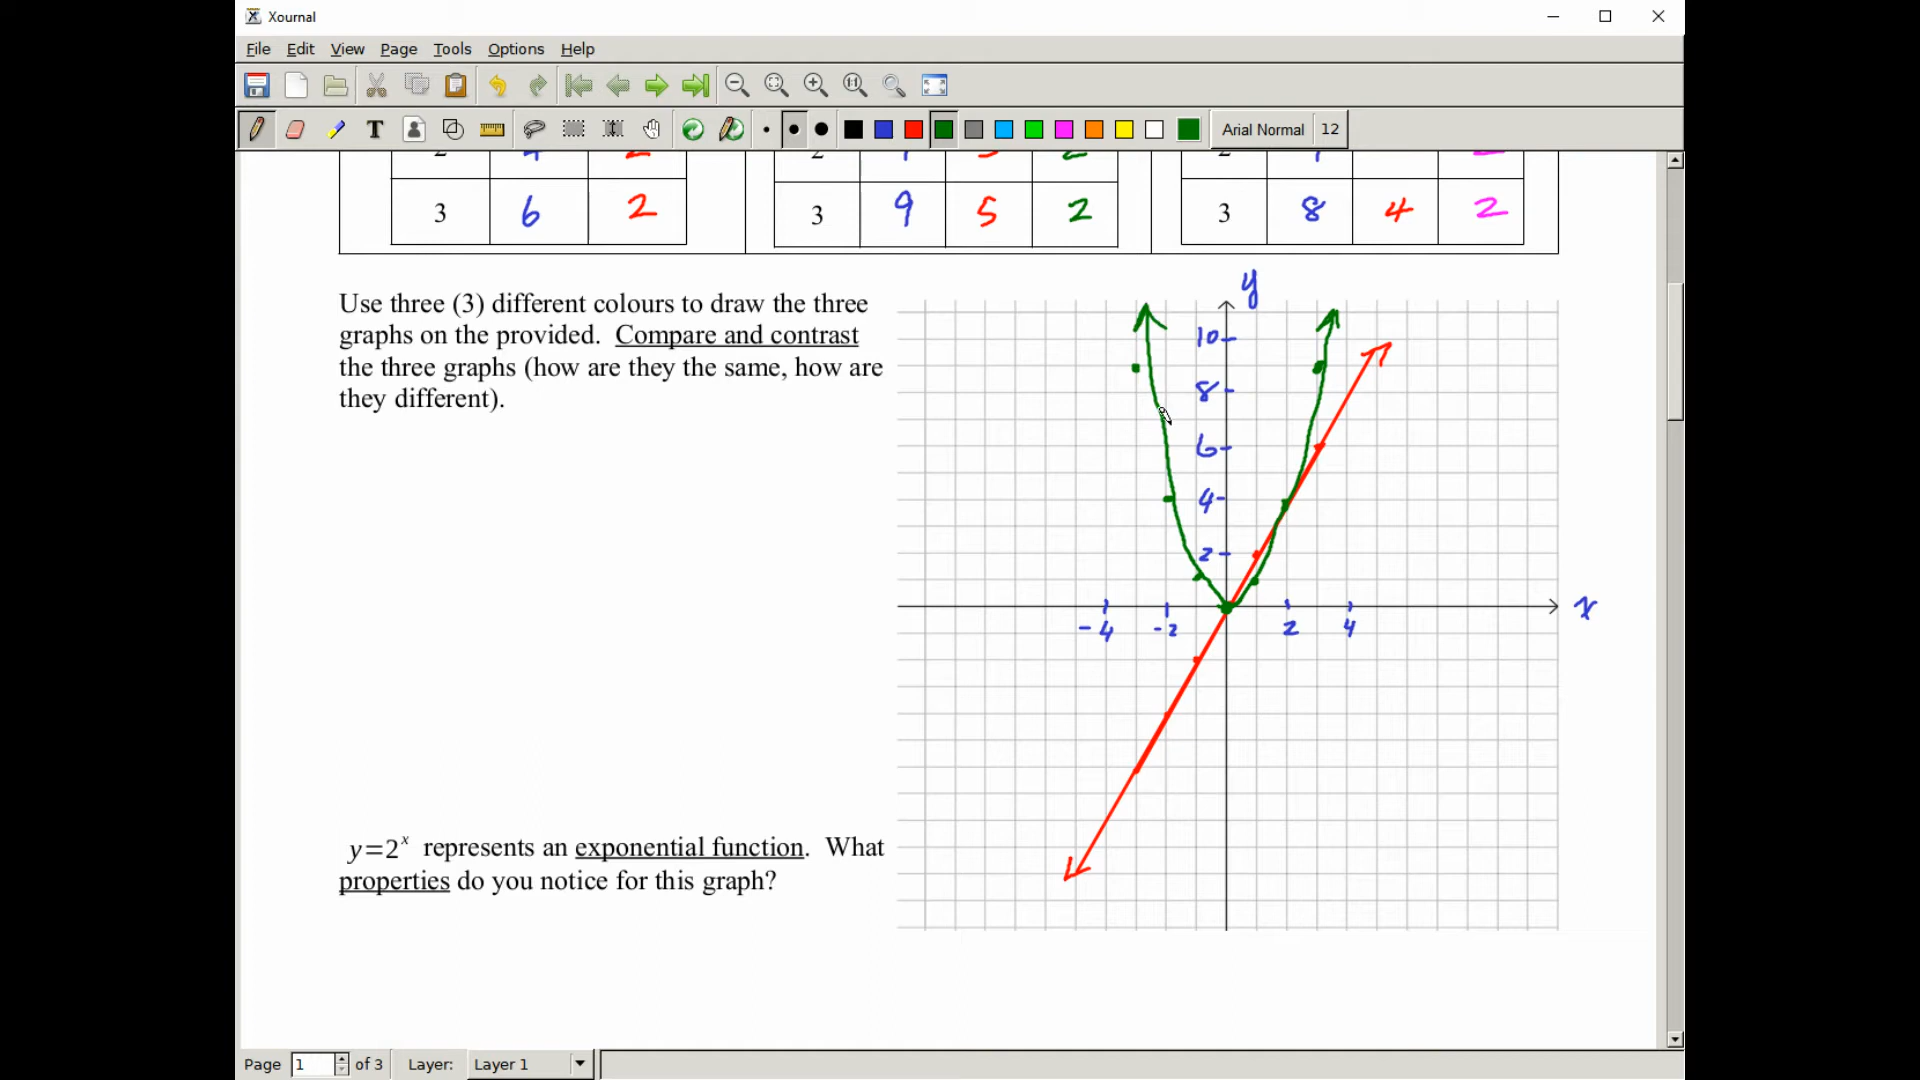 Xournal
File Edit View Page Tools Options Help
Arial Normal 12
3 6 2 3 9 5 2 3 8 4 2
Use three (3) different colours to draw the three
graphs on the provided. Compare and contrast
the three graphs (how are they the same, how are
they different).
y
10
8
6
4
2
x
-4 -2 2 4
y=2ˣ represents an exponential function. What
properties do you notice for this graph?
Page 1 of 3 Layer: Layer 1